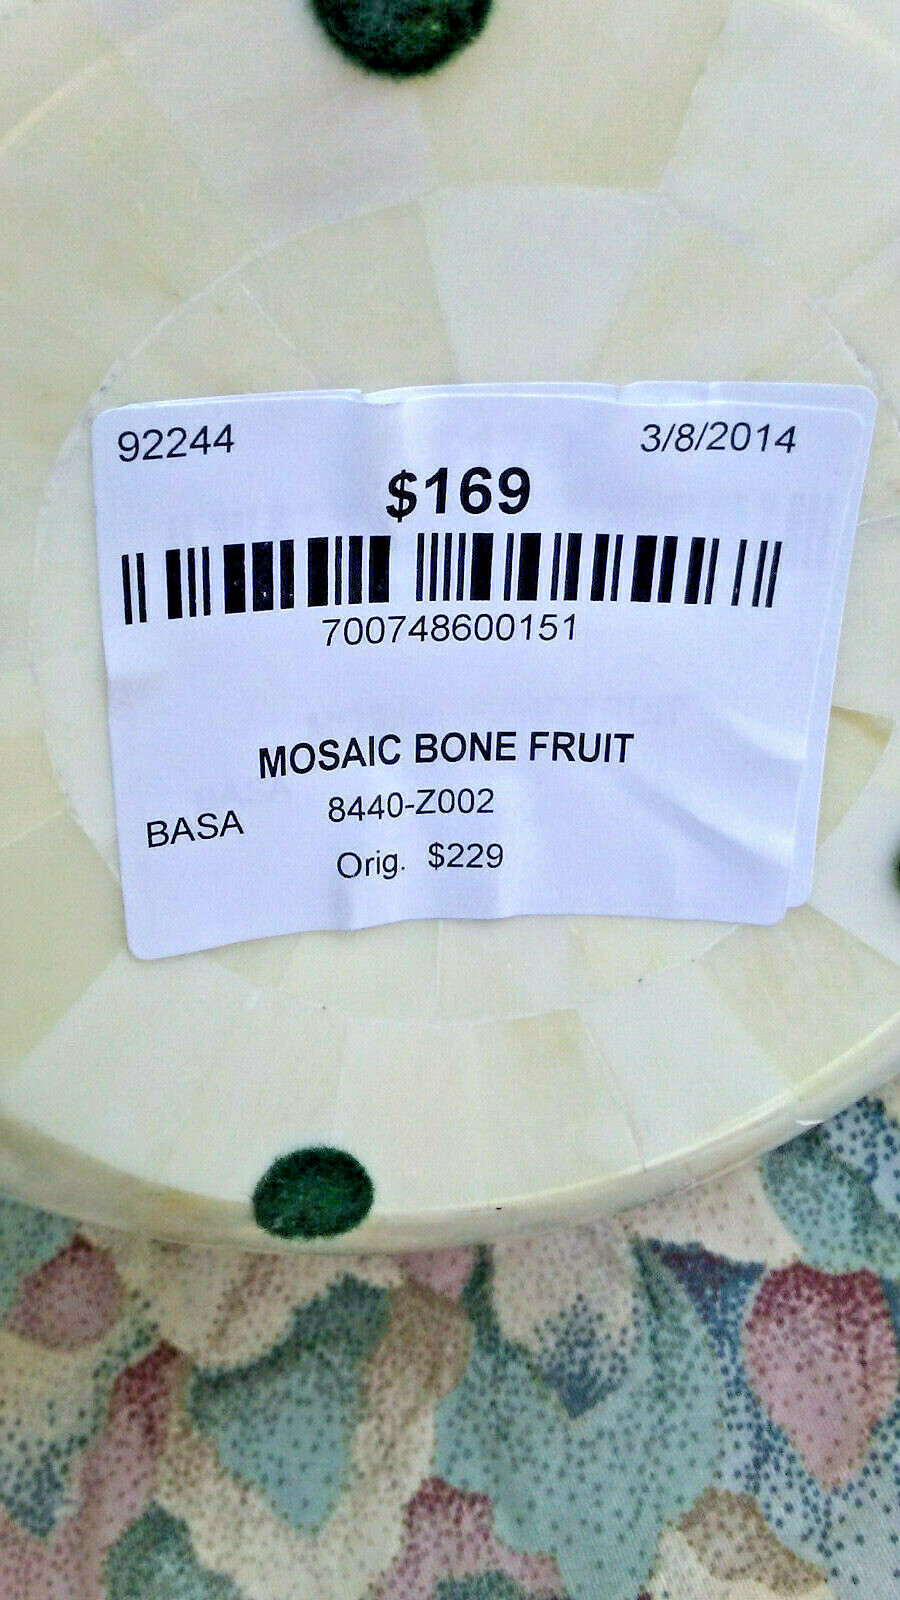 92244 3/8/2014
$169
700748600151
MOSAIC BONE FRUIT
BASA 8440-Z002
Orig. $229